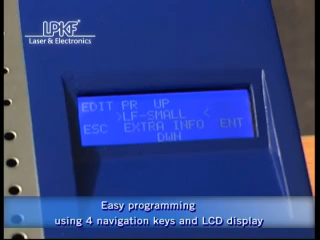 LPKF
Laser & Electronics
EDIT PR UP
>LF-SMALL <
ESC EXTRA INFO ENT
DWN
Easy programming
using 4 navigation keys and LCD display